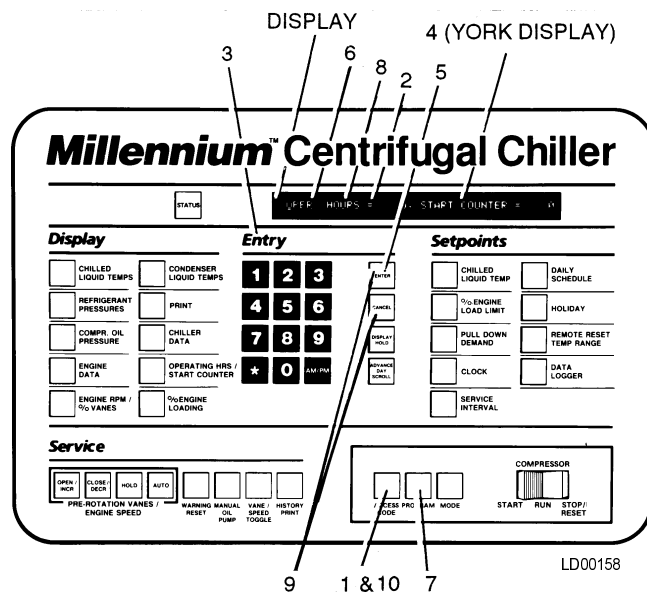 DISPLAY
4 (YORK DISPLAY)
3
6
8
2
5
Millennium™ Centrifugal Chiller
STATUS
HOURS = START COUNTER =
Display
CHILLED
LIQUID TEMPS
CONDENSER
LIQUID TEMPS
REFRIGERANT
PRESSURES
PRINT
COMPR. OIL
PRESSURE
CHILLER
DATA
ENGINE
DATA
OPERATING HRS /
START COUNTER
ENGINE RPM /
% VANES
%ENGINE
LOADING
Entry
1 2 3
4 5 6
7 8 9
* 0 AM/PM
ENTER
CANCEL
DISPLAY
HOLD
ADVANCE
DAY
SCROLL
Setpoints
CHILLED
LIQUID TEMP
DAILY
SCHEDULE
%ENGINE
LOAD LIMIT
HOLIDAY
PULL DOWN
DEMAND
REMOTE RESET
TEMP RANGE
CLOCK
DATA
LOGGER
SERVICE
INTERVAL
Service
OPEN /
INCR
CLOSE/
DECR
HOLD
AUTO
PRE-ROTATION VANES /
ENGINE SPEED
WARNING
RESET
MANUAL
OIL
PUMP
VANE /
SPEED
TOGGLE
HISTORY
PRINT
MODE
COMPRESSOR
START RUN STOP/
RESET
LD00158
9
1 & 10
7